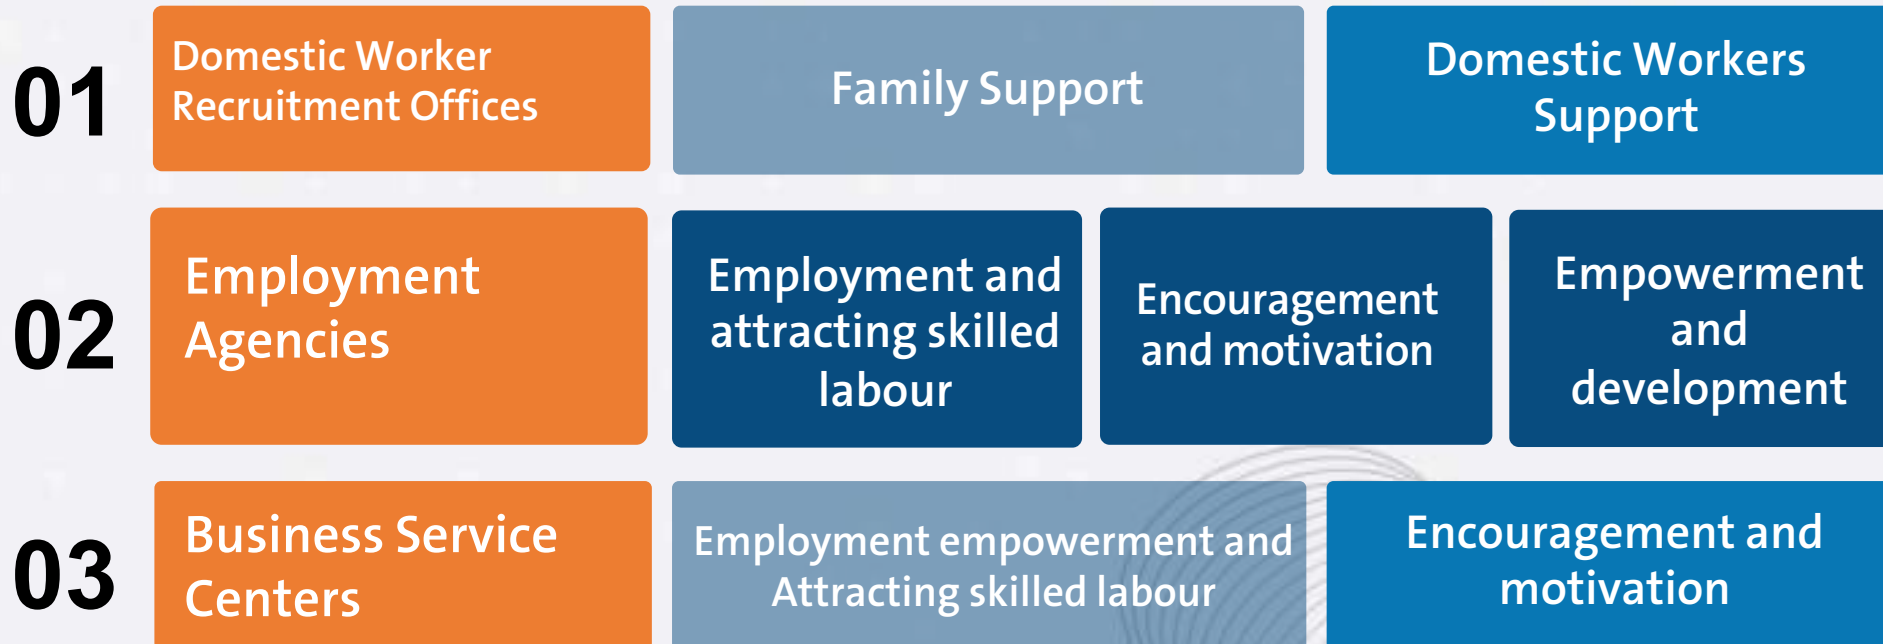 01
Domestic Worker
Recruitment Offices
Family Support
Domestic Workers
Support
02
Employment
Agencies
Employment and
attracting skilled
labour
Encouragement
and motivation
Empowerment
and
development
03
Business Service
Centers
Employment empowerment and
Attracting skilled labour
Encouragement and
motivation